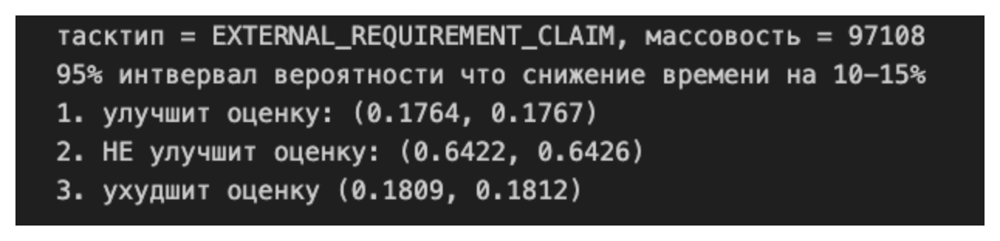 тасктип = EXTERNAL_REQUIREMENT_CLAIM, массовость = 97108
95% интвервал вероятности что снижение времени на 10–15%
1. улучшит оценку: (0.1764, 0.1767)
2. НЕ улучшит оценку: (0.6422, 0.6426)
3. ухудшит оценку (0.1809, 0.1812)